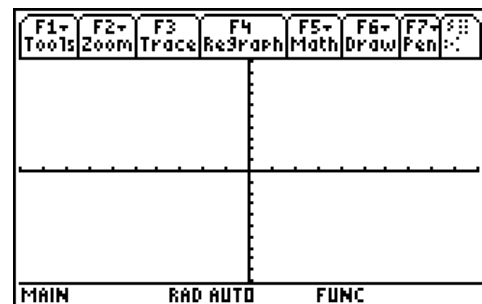 F1 F2 F3 F4 F5 F6 F7
Tools Zoom Trace ReGraph Math Draw Pen
MAIN RAD AUTO FUNC